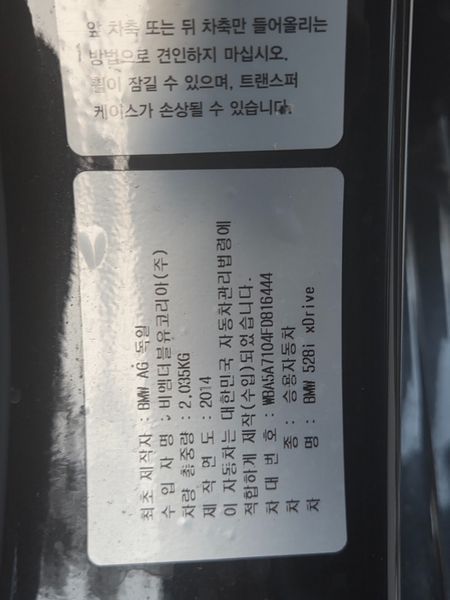 앞 차축 또는 뒤 차축만 들어올리는
방법으로 견인하지 마십시오.
휠이 잠길 수 있으며, 트랜스퍼
케이스가 손상될 수 있습니다.
최초 제작자 : BMW AG 독일
수 입 자 명 : 비엠더블유코리아(주)
차량 총중량 : 2,035KG
제 작 연 도 : 2014
이 자동차는 대한민국 자동차관리법령에
적합하게 제작(수입)되었습니다.
차 대 번 호 : WBA5A7104FD816444
차 종 : 승용자동차
차 명 : BMW 528i xDrive